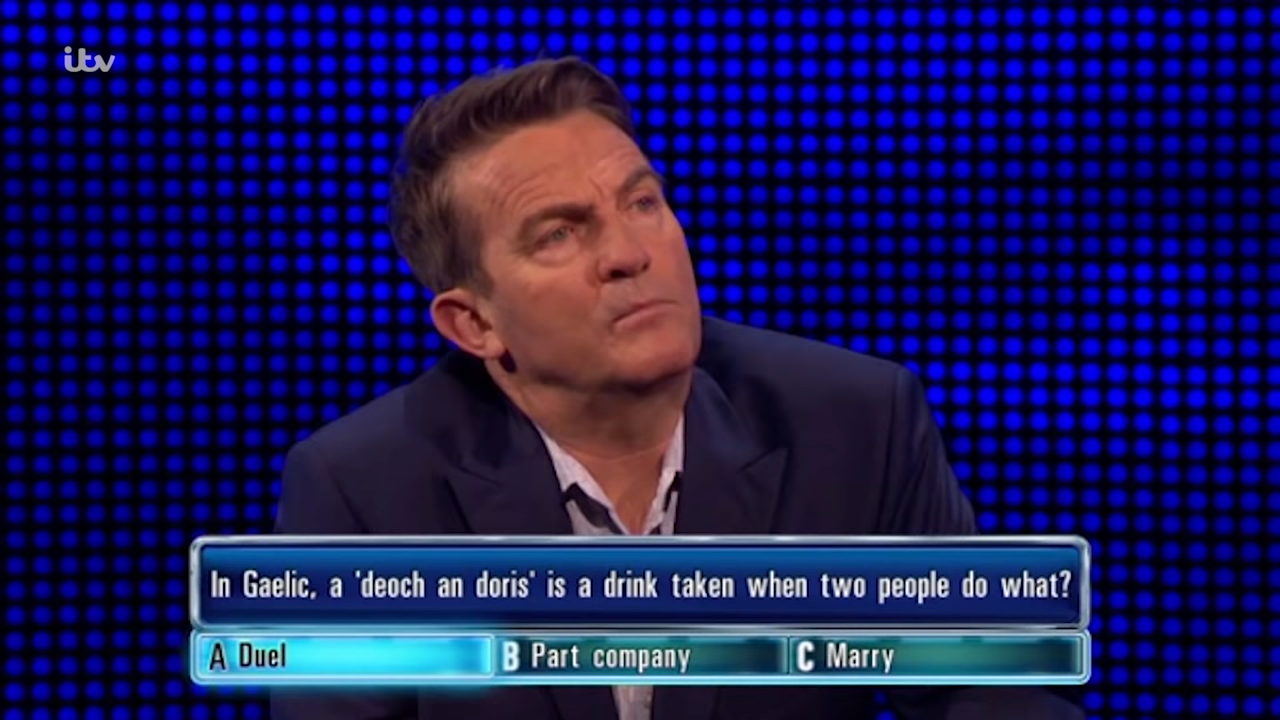 itv
In Gaelic, a 'deoch an doris' is a drink taken when two people do what?
A Duel
B Part company
C Marry